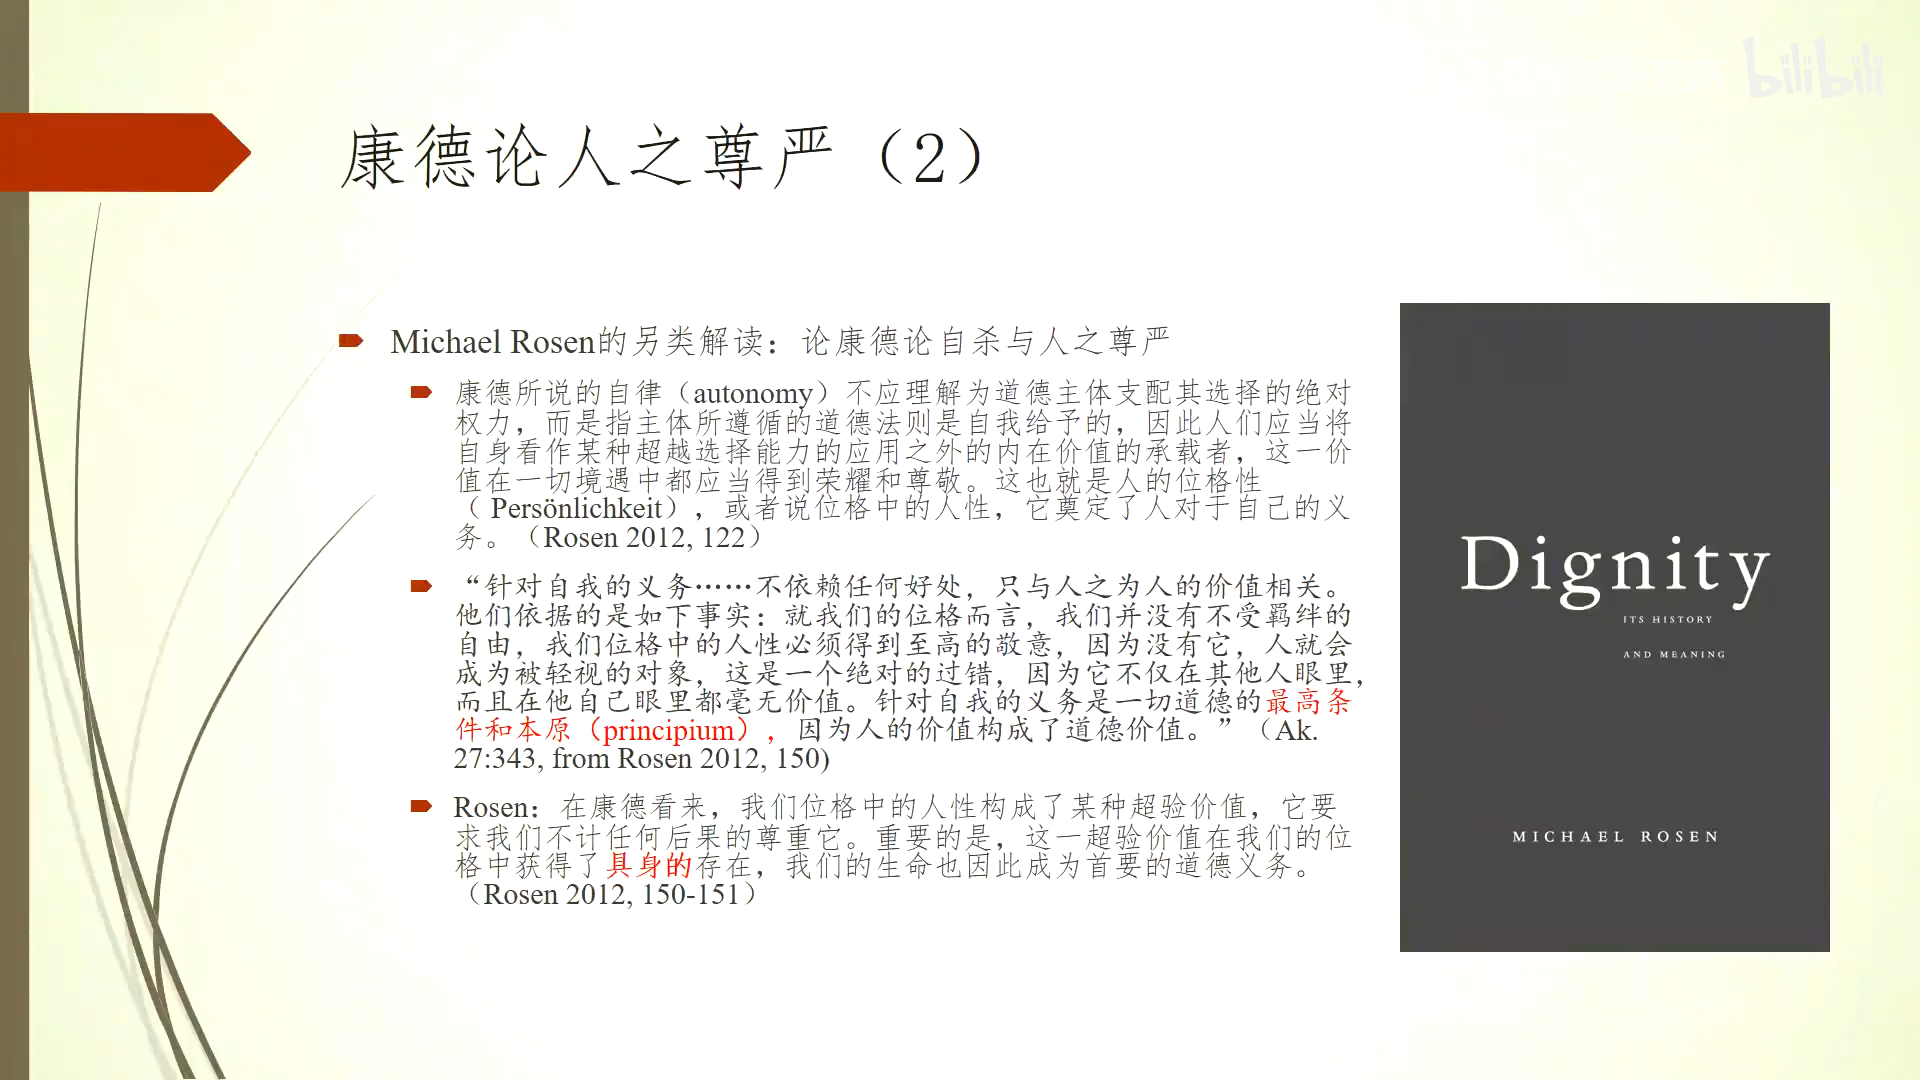 bilibili
康德论人之尊严（2）
Michael Rosen的另类解读：论康德论自杀与人之尊严
康德所说的自律（autonomy）不应理解为道德主体支配其选择的绝对
权力，而是指主体所遵循的道德法则是自我给予的，因此人们应当将
自身看作某种超越选择能力的应用之外的内在价值的承载者，这一价
值在一切境遇中都应当得到荣耀和尊敬。这也就是人的位格性
（ Persönlichkeit），或者说位格中的人性，它奠定了人对于自己的义
务。（Rosen 2012, 122）
“针对自我的义务……不依赖任何好处，只与人之为人的价值相关。
他们依据的是如下事实：就我们的位格而言，我们并没有不受羁绊的
自由，我们位格中的人性必须得到至高的敬意，因为没有它，人就会
成为被轻视的对象，这是一个绝对的过错，因为它不仅在其他人眼里，
而且在他自己眼里都毫无价值。针对自我的义务是一切道德的最高条
件和本原（principium），因为人的价值构成了道德价值。”（Ak.
27:343, from Rosen 2012, 150)
Rosen：在康德看来，我们位格中的人性构成了某种超验价值，它要
求我们不计任何后果的尊重它。重要的是，这一超验价值在我们的位
格中获得了具身的存在，我们的生命也因此成为首要的道德义务。
（Rosen 2012, 150-151）
Dignity
ITS HISTORY
AND MEANING
MICHAEL ROSEN